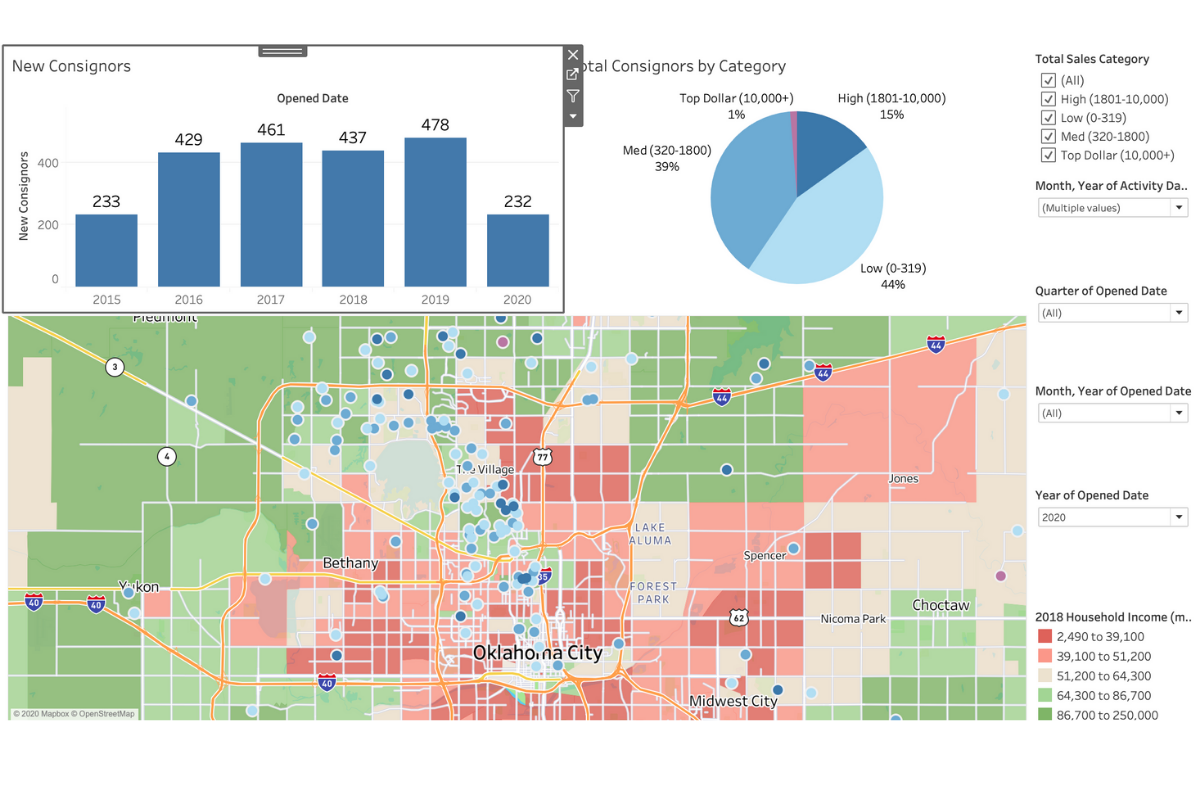 New Consignors
Opened Date
New Consignors
400
200
0
233
429
461
437
478
232
2015
2016
2017
2018
2019
2020
otal Consignors by Category
Top Dollar (10,000+)
1%
High (1801-10,000)
15%
Med (320-1800)
39%
Low (0-319)
44%
Total Sales Category
(All)
High (1801-10,000)
Low (0-319)
Med (320-1800)
Top Dollar (10,000+)
Month, Year of Activity Da..
(Multiple values)
Quarter of Opened Date
(All)
Month, Year of Opened Date
(All)
Year of Opened Date
2020
2018 Household Income (m..
2,490 to 39,100
39,100 to 51,200
51,200 to 64,300
64,300 to 86,700
86,700 to 250,000
Piedmont
3
44
44
44
4
77
The Village
Jones
LAKE
ALUMA
Spencer
Bethany
35
Yukon
FOREST
PARK
40
40
Choctaw
62
Nicoma Park
Oklahoma City
40
Midwest City
© 2020 Mapbox © OpenStreetMap